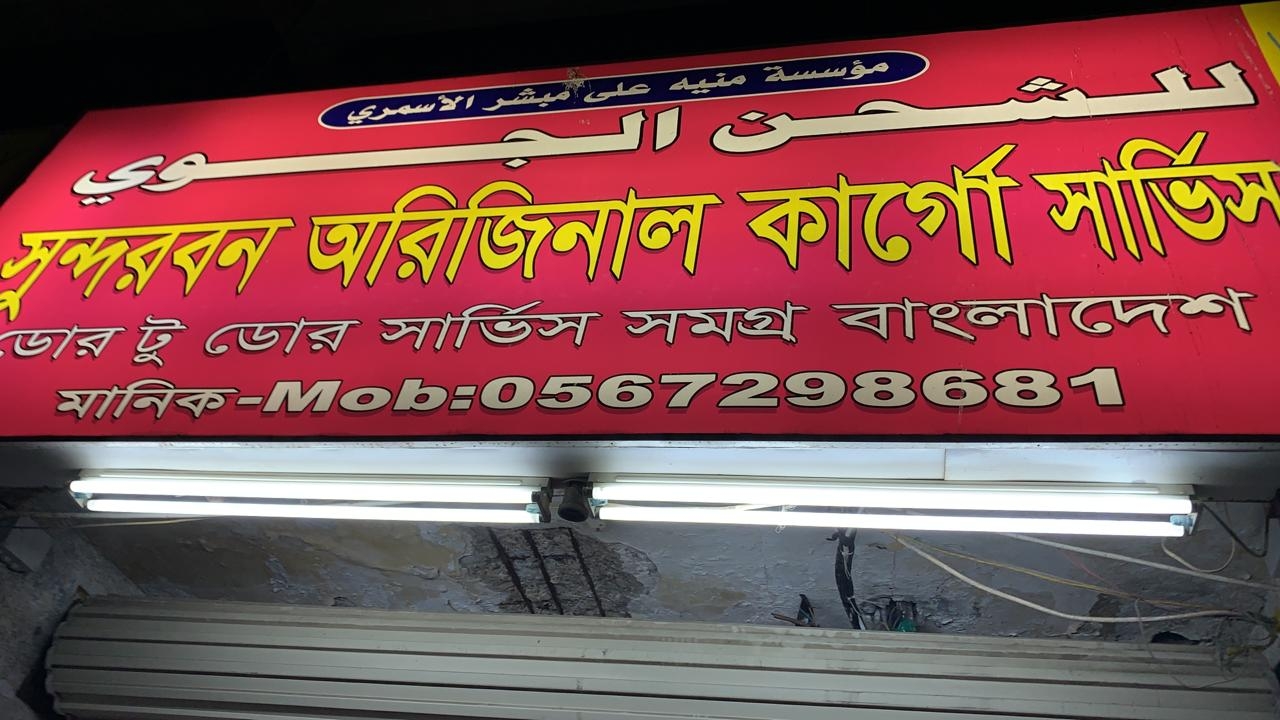 مؤسسة منيه على مبشر الأسمري
للشحن الجوي
সুন্দরবন অরিজিনাল কার্গো সার্ভিস
ডোর টু ডোর সার্ভিস সমগ্র বাংলাদেশ
মানিক-Mob:0567298681